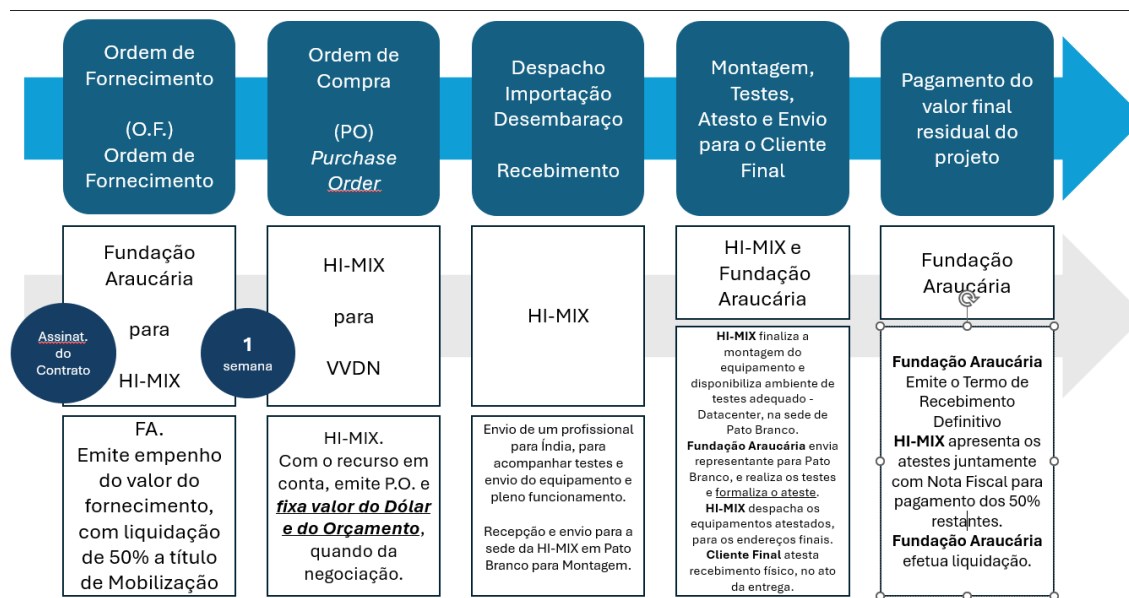 Ordem de
Fornecimento
(O.F.)
Ordem de
Fornecimento
Ordem de
Compra
(PO)
Purchase
Order
Despacho
Importação
Desembaraço
Recebimento
Montagem,
Testes,
Atesto e Envio
para o Cliente
Final
Pagamento do
valor final
residual do
projeto
Fundação
Araucária
para
HI-MIX
Assinat.
do
Contrato
1
semana
HI-MIX
para
VVDN
HI-MIX
HI-MIX e
Fundação
Araucária
Fundação
Araucária
FA.
Emite empenho
do valor do
fornecimento,
com liquidação
de 50% a título
de Mobilização
HI-MIX.
Com o recurso em
conta, emite P.O. e
fixa valor do Dólar
e do Orçamento,
quando da
negociação.
Envio de um profissional
para Índia, para
acompanhar testes e
envio do equipamento e
pleno funcionamento.
Recepção e envio para a
sede da HI-MIX em Pato
Branco para Montagem.
HI-MIX finaliza a
montagem do
equipamento e
disponibiliza ambiente de
testes adequado -
Datacenter, na sede de
Pato Branco.
Fundação Araucária envia
representante para Pato
Branco, e realiza os testes
e formaliza o ateste.
HI-MIX despacha os
equipamentos atestados,
para os endereços finais.
Cliente Final atesta
recebimento físico, no ato
da entrega.
Fundação Araucária
Emite o Termo de
Recebimento
Definitivo
HI-MIX apresenta os
atestes juntamente
com Nota Fiscal para
pagamento dos 50%
restantes.
Fundação Araucária
efetua liquidação.